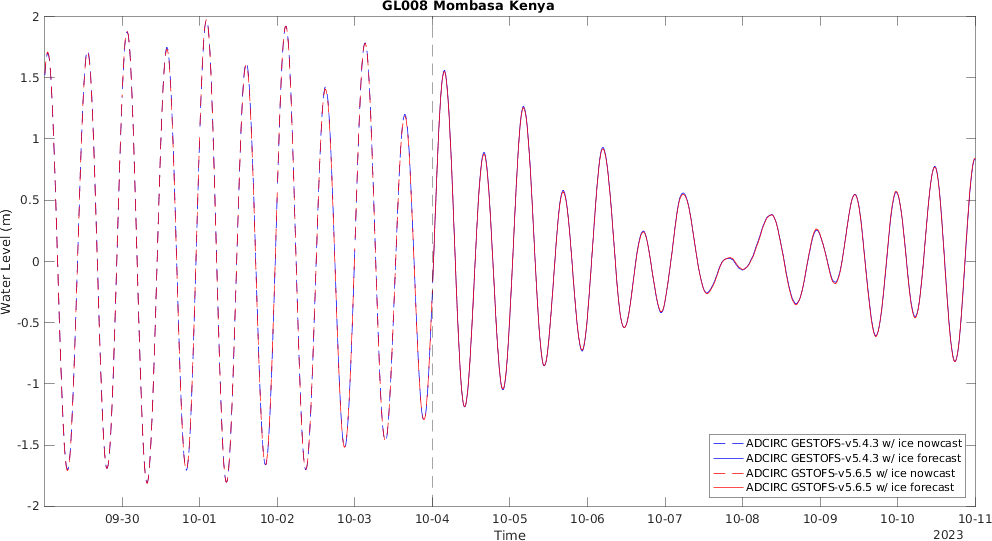 GL008 Mombasa Kenya
2
1.5
1
0.5
0
-0.5
-1
-1.5
-2
Water Level (m)
ADCIRC GESTOFS-v5.4.3 w/ ice nowcast
ADCIRC GESTOFS-v5.4.3 w/ ice forecast
ADCIRC GSTOFS-v5.6.5 w/ ice nowcast
ADCIRC GSTOFS-v5.6.5 w/ ice forecast
09-30 10-01 10-02 10-03 10-04 10-05 10-06 10-07 10-08 10-09 10-10 10-11
Time
2023